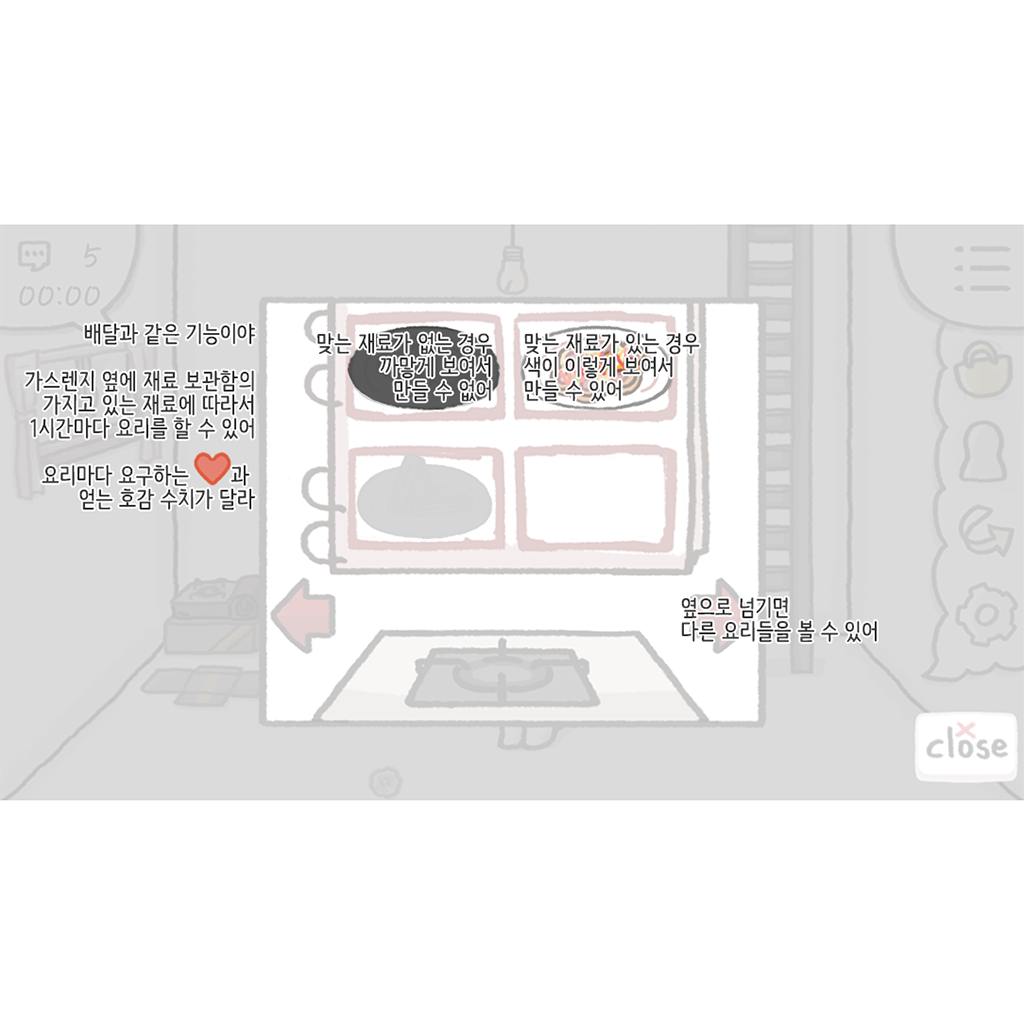 5
00:00
배달과 같은 기능이야
가스렌지 옆에 재료 보관함의
가지고 있는 재료에 따라서
1시간마다 요리를 할 수 있어
요리마다 요구하는 ❤과
얻는 호감 수치가 달라
맞는 재료가 없는 경우
까맣게 보여서
만들 수 없어
맞는 재료가 있는 경우
색이 이렇게 보여서
만들 수 있어
옆으로 넘기면
다른 요리들을 볼 수 있어
close